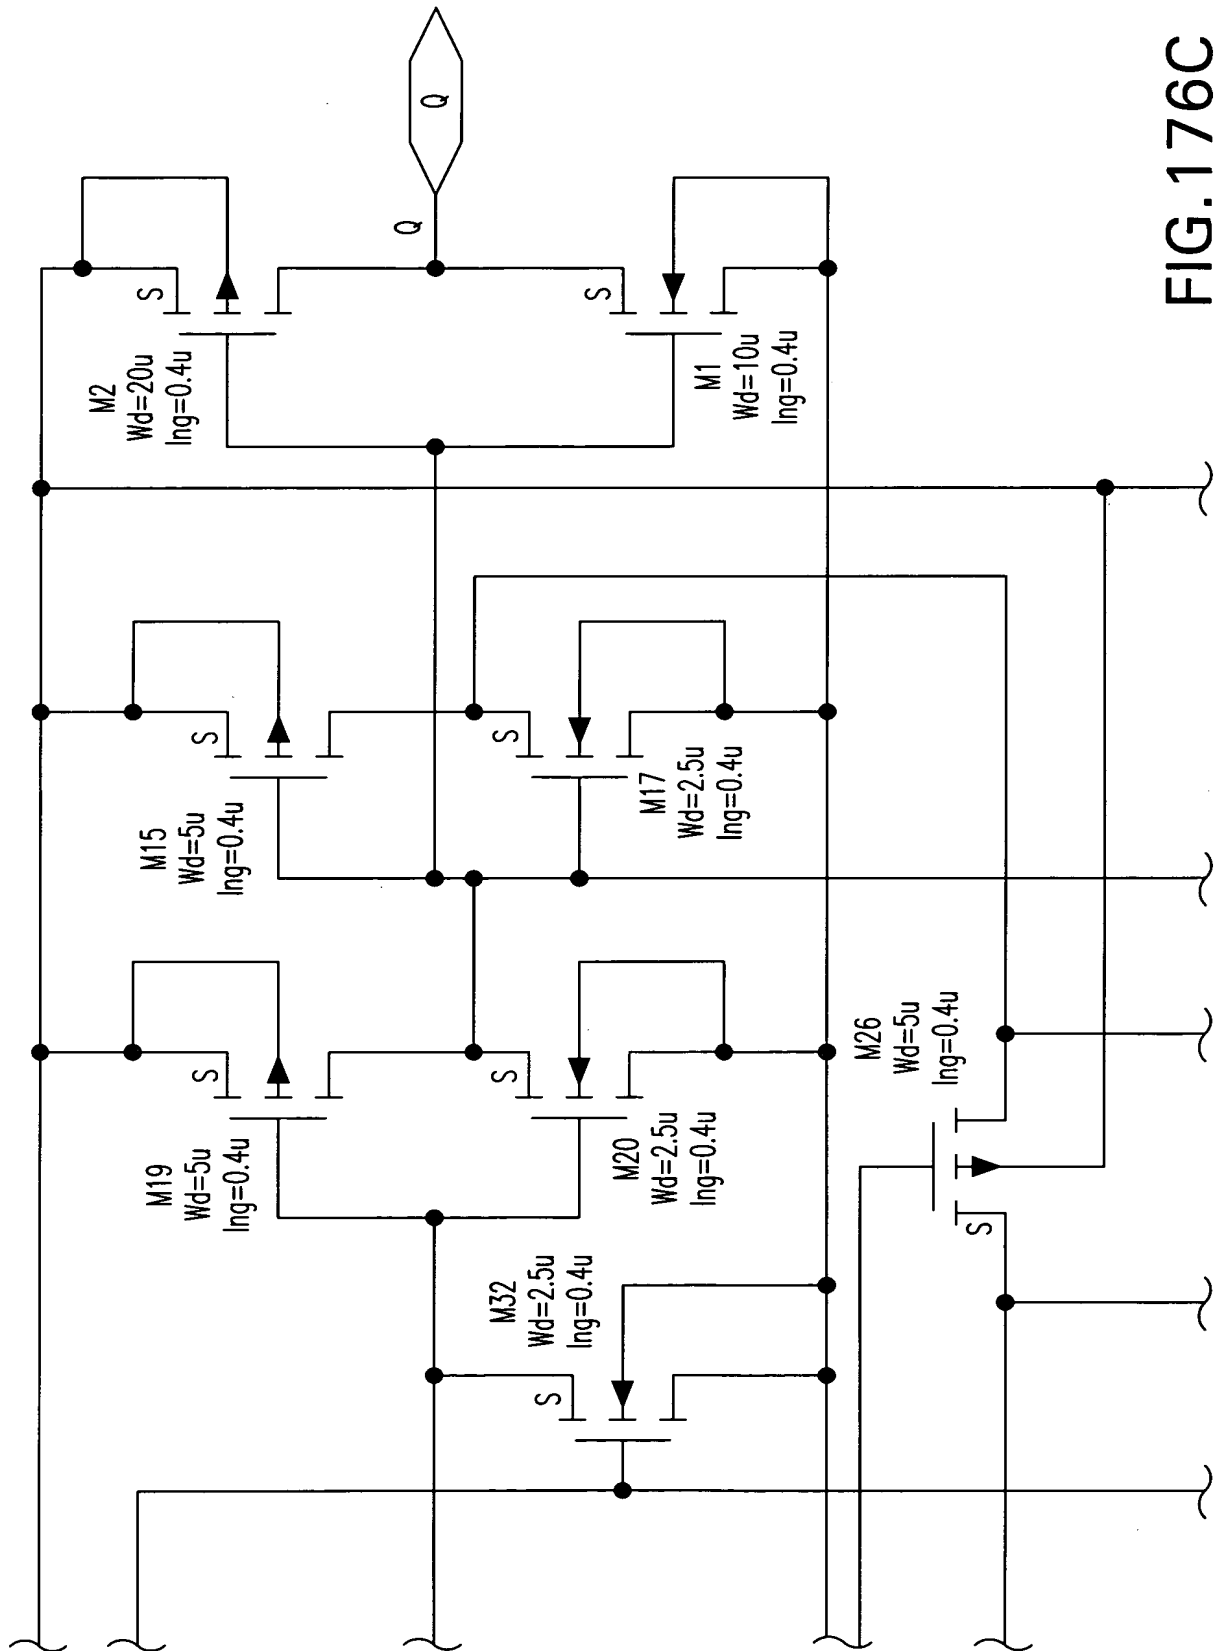 M2
Wd=20u
lng=0.4u
S
Q
Q
S
M1
Wd=10u
lng=0.4u
M15
Wd=5u
lng=0.4u
S
S
M17
Wd=2.5u
lng=0.4u
M19
Wd=5u
lng=0.4u
S
S
M20
Wd=2.5u
lng=0.4u
M32
Wd=2.5u
lng=0.4u
S
M26
Wd=5u
lng=0.4u
S
FIG.176C